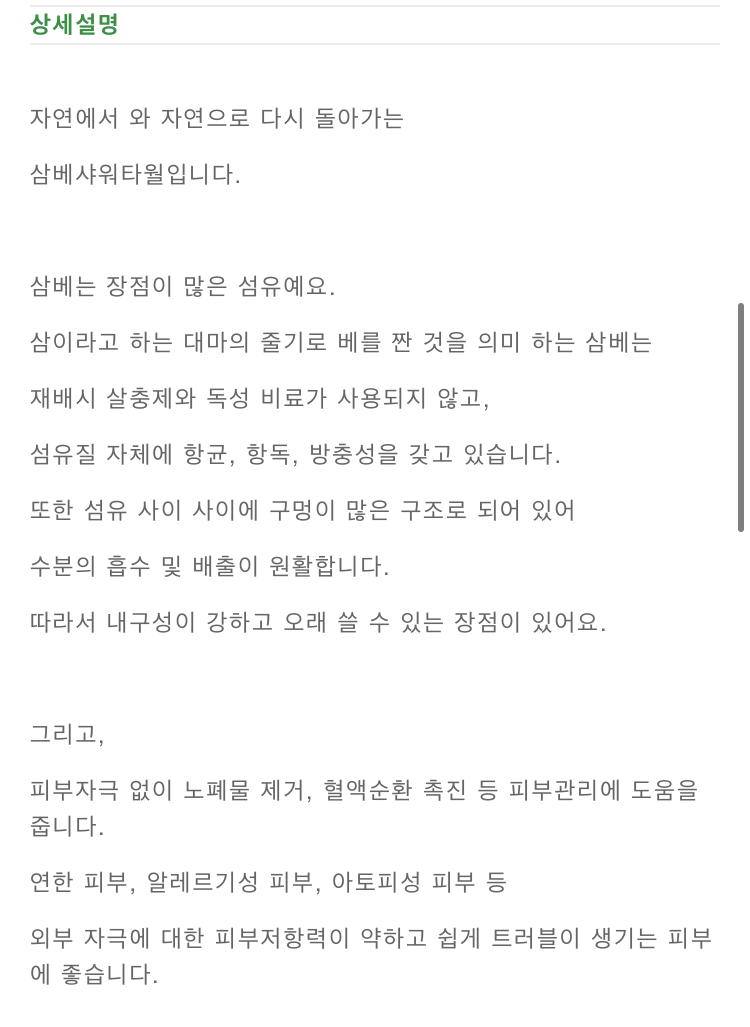 상세설명
자연에서 와 자연으로 다시 돌아가는
삼베샤워타월입니다.
삼베는 장점이 많은 섬유예요.
삼이라고 하는 대마의 줄기로 베를 짠 것을 의미 하는 삼베는
재배시 살충제와 독성 비료가 사용되지 않고,
섬유질 자체에 항균, 항독, 방충성을 갖고 있습니다.
또한 섬유 사이 사이에 구멍이 많은 구조로 되어 있어
수분의 흡수 및 배출이 원활합니다.
따라서 내구성이 강하고 오래 쓸 수 있는 장점이 있어요.
그리고,
피부자극 없이 노폐물 제거, 혈액순환 촉진 등 피부관리에 도움을
줍니다.
연한 피부, 알레르기성 피부, 아토피성 피부 등
외부 자극에 대한 피부저항력이 약하고 쉽게 트러블이 생기는 피부
에 좋습니다.